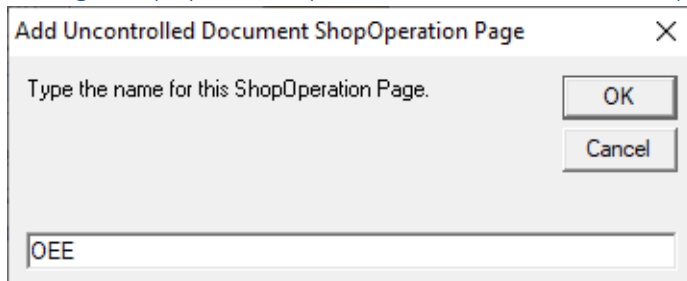 Add Uncontrolled Document ShopOperation Page
Type the name for this ShopOperation Page.
OK
Cancel
OEE